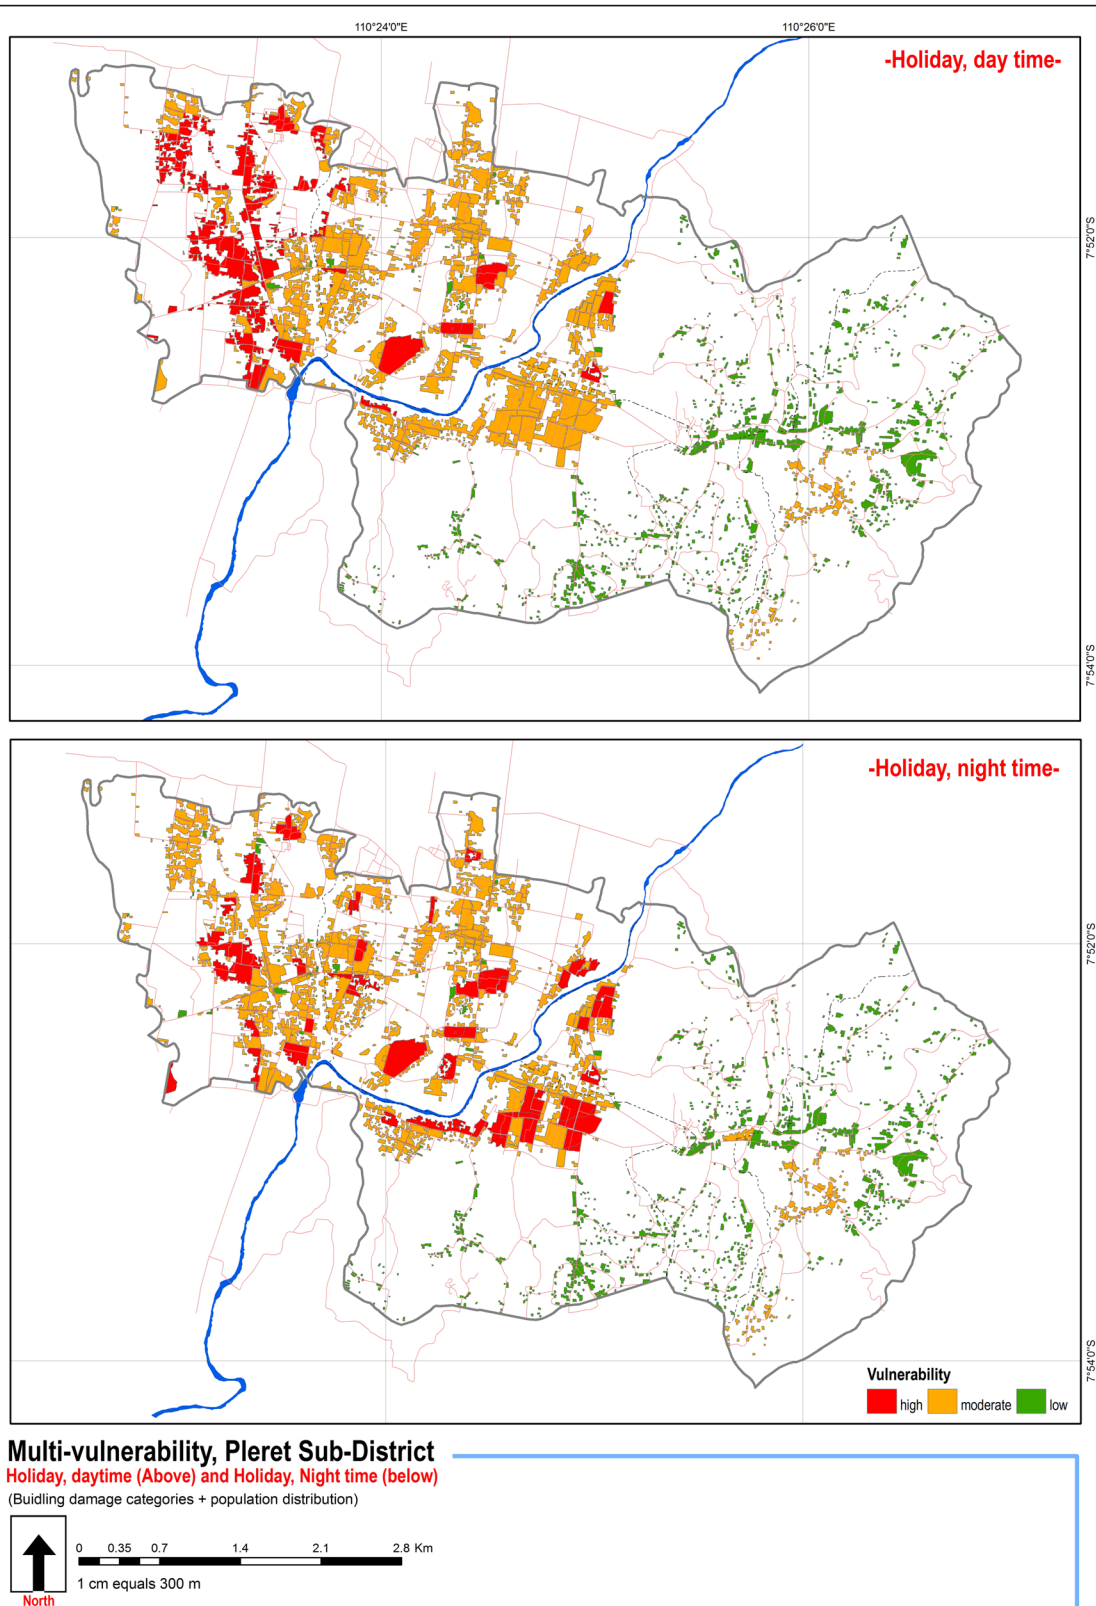 110°24'0"E 110°26'0"E
-Holiday, day time-
7°52'0"S
7°54'0"S
-Holiday, night time-
7°52'0"S
7°54'0"S
Vulnerability
high moderate low
Multi-vulnerability, Pleret Sub-District
Holiday, daytime (Above) and Holiday, Night time (below)
(Buidling damage categories + population distribution)
0 0.35 0.7 1.4 2.1 2.8 Km
1 cm equals 300 m
North